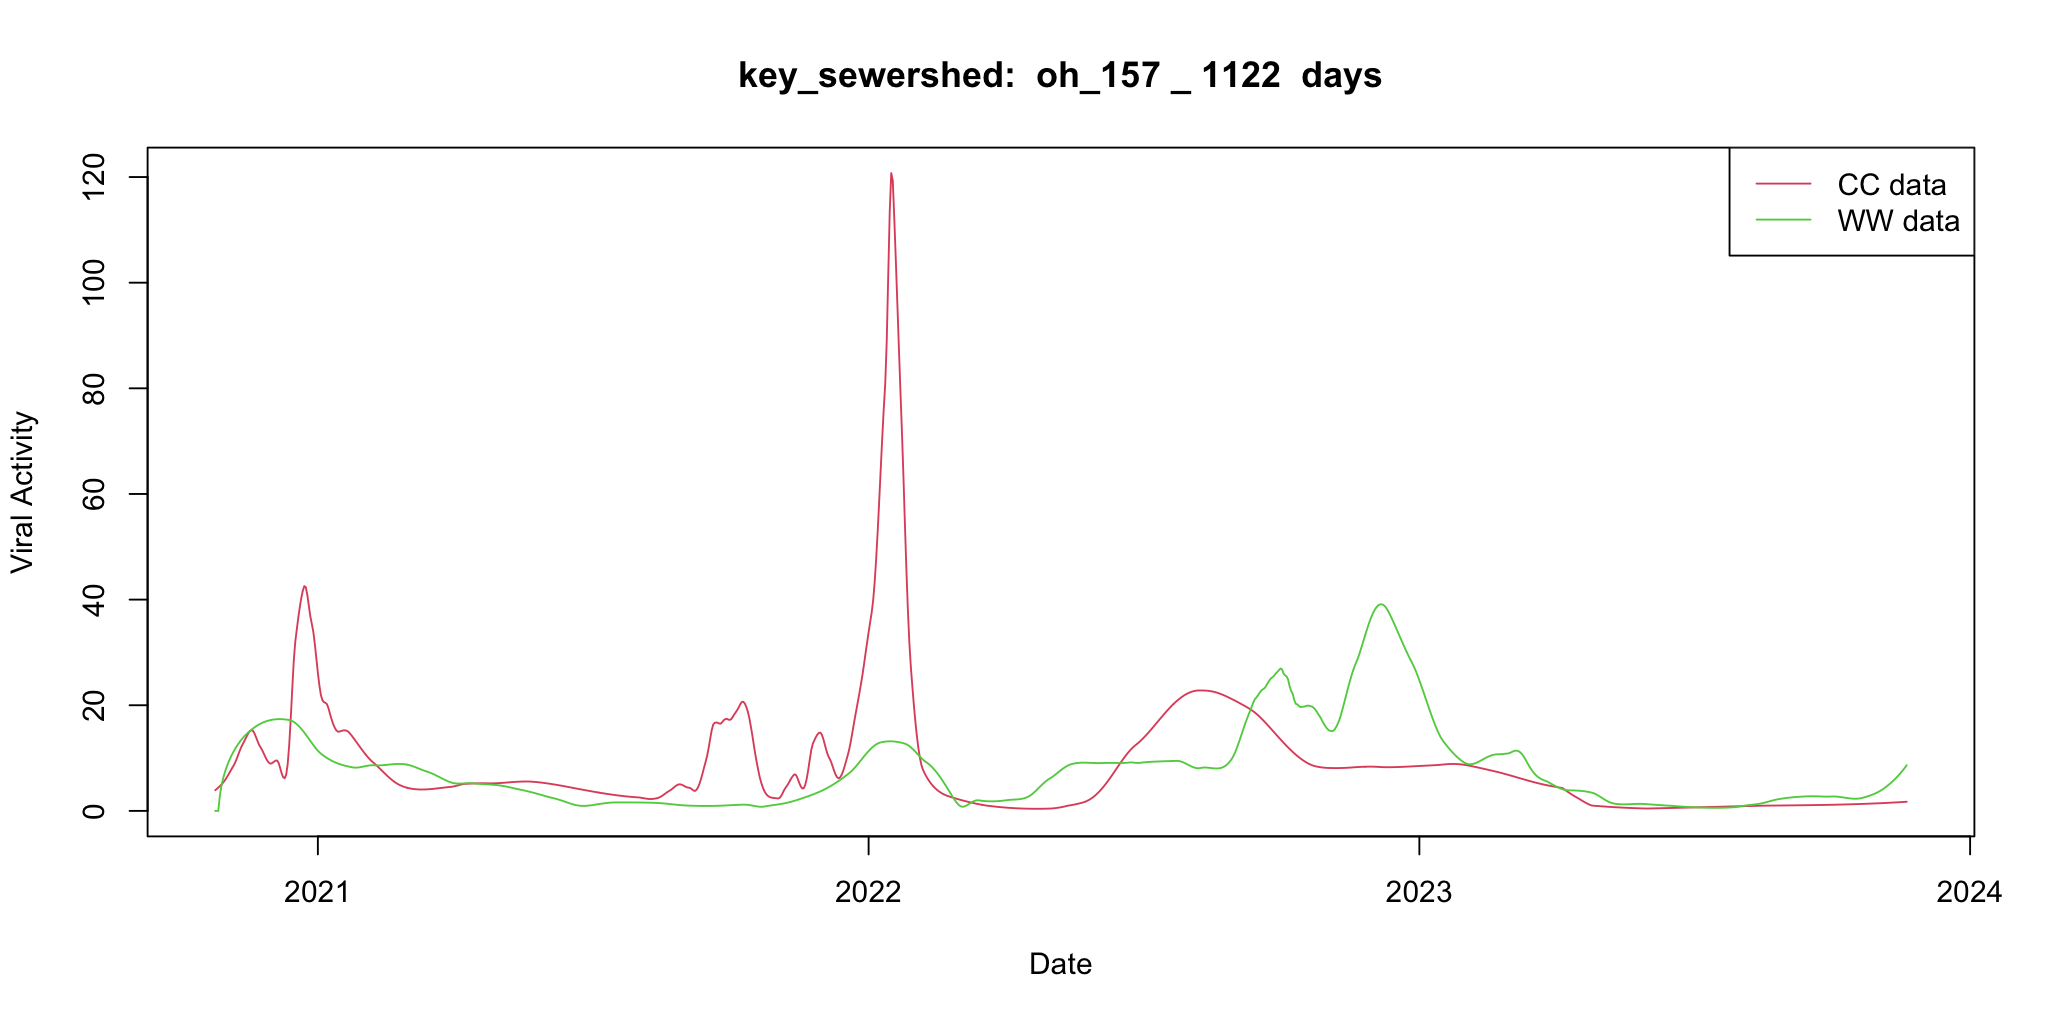 key_sewershed:  oh_157 _ 1122  days
CC data
WW data
Viral Activity
120
100
80
60
40
20
0
2021
2022
2023
2024
Date